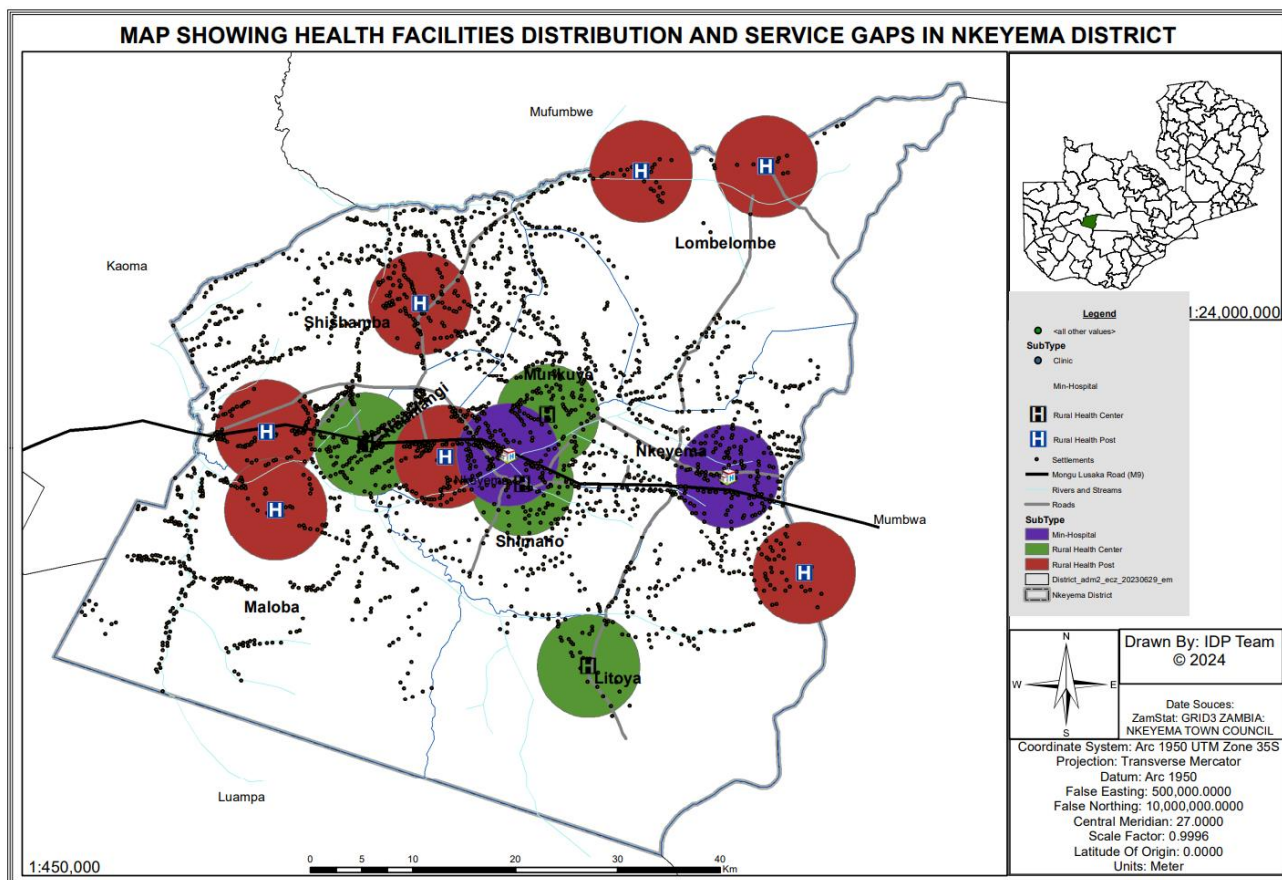 MAP SHOWING HEALTH FACILITIES DISTRIBUTION AND SERVICE GAPS IN NKEYEMA DISTRICT
Mufumbwe
Lombelombe
Kaoma
Shishamba
Munkuye
Nkeyema
Nkeyema
Mumbwa
Shimano
Maloba
Litoya
Luampa
1:450,000
0 5 10 20 30 40
Km
1:24,000,000
Legend
<all other values>
SubType
Clinic
Min-Hospital
Rural Health Center
Rural Health Post
Settlements
Mongu Lusaka Road (M9)
Rivers and Streams
Roads
SubType
Min-Hospital
Rural Health Center
Rural Health Post
District_adm2_ecz_20230629_em
Nkeyema District
N
W E
S
Drawn By: IDP Team
© 2024
Date Souces:
ZamStat: GRID3 ZAMBIA:
NKEYEMA TOWN COUNCIL
Coordinate System: Arc 1950 UTM Zone 35S
Projection: Transverse Mercator
Datum: Arc 1950
False Easting: 500,000.0000
False Northing: 10,000,000.0000
Central Meridian: 27.0000
Scale Factor: 0.9996
Latitude Of Origin: 0.0000
Units: Meter